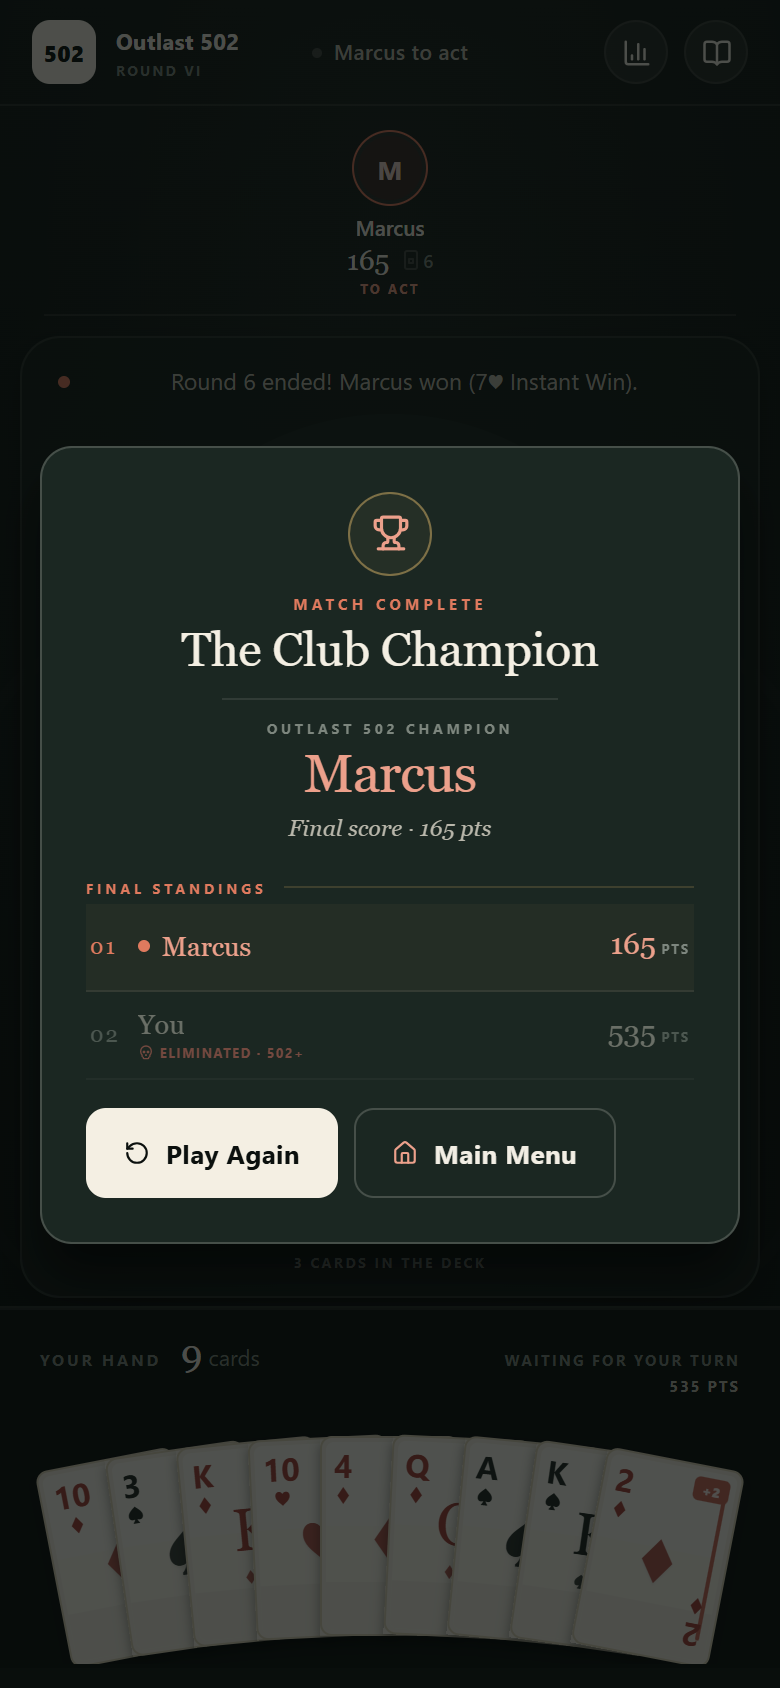 502
Outlast 502
ROUND VI
Marcus to act
M
Marcus
165 6
TO ACT
Round 6 ended! Marcus won (7♥ Instant Win).
MATCH COMPLETE
The Club Champion
OUTLAST 502 CHAMPION
Marcus
Final score · 165 pts
FINAL STANDINGS
01 Marcus 165 PTS
02 You 535 PTS
ELIMINATED · 502+
Play Again Main Menu
3 CARDS IN THE DECK
YOUR HAND 9 cards
WAITING FOR YOUR TURN
535 PTS
10♦ 3♠ K♦ 10♥ 4♦ Q♦ A♠ K♠ 2♦ +2
2